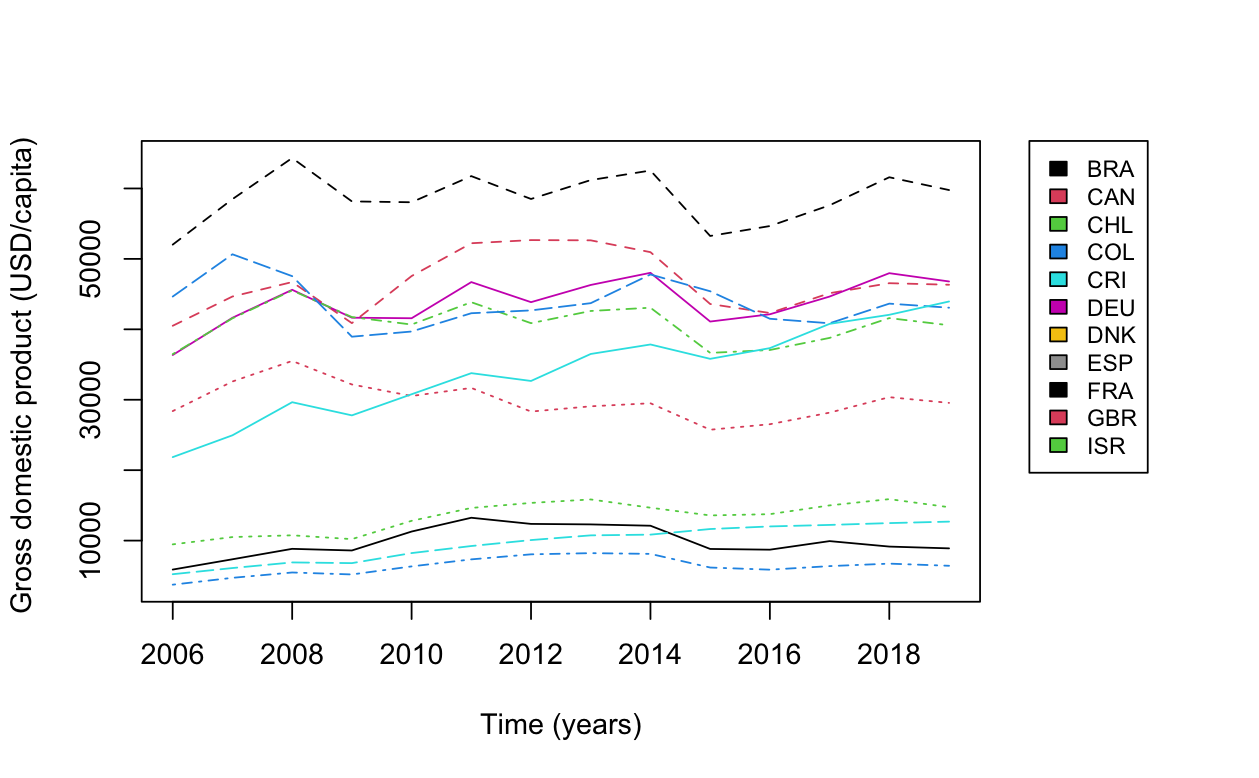 Gross domestic product (USD/capita)
50000
30000
10000
2006 2008 2010 2012 2014 2016 2018
Time (years)
BRA
CAN
CHL
COL
CRI
DEU
DNK
ESP
FRA
GBR
ISR